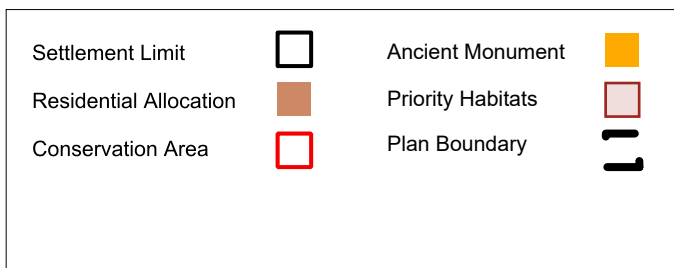 Settlement Limit
Residential Allocation
Conservation Area
Ancient Monument
Priority Habitats
Plan Boundary